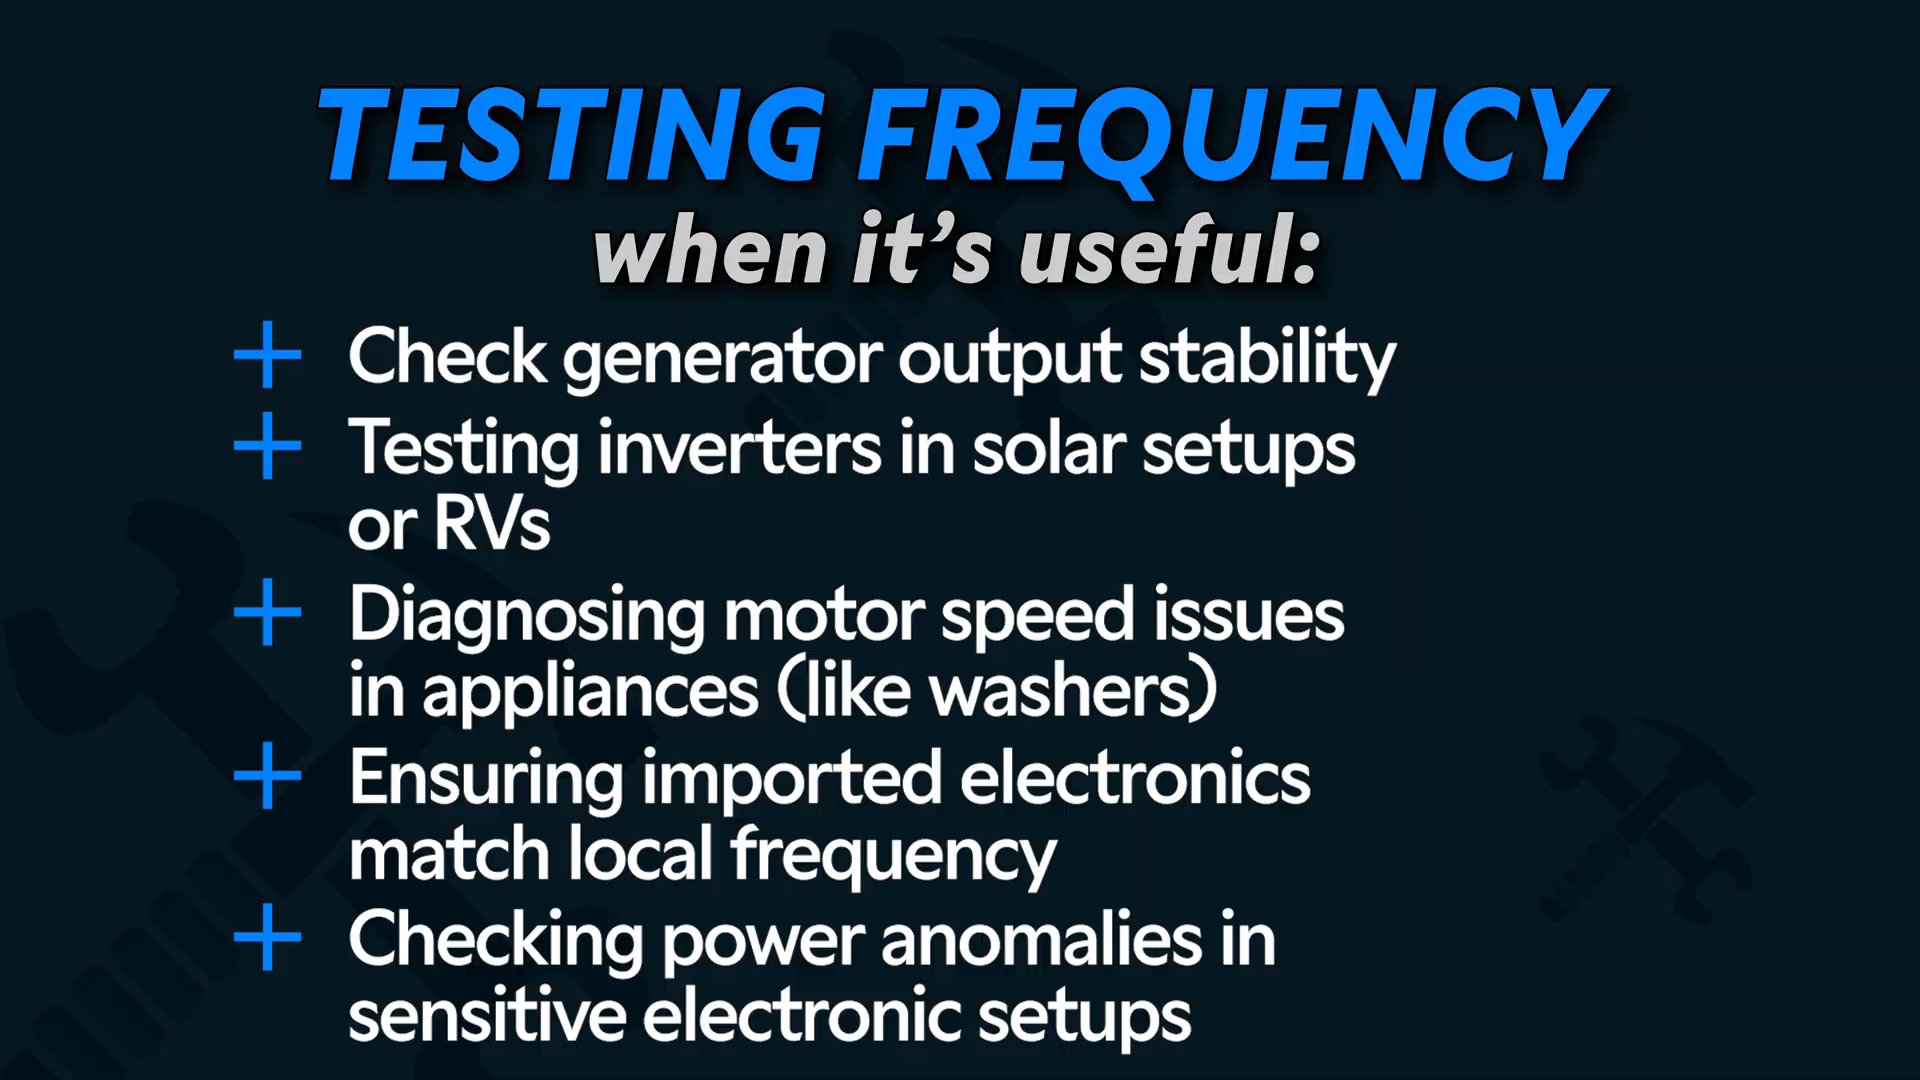 TESTING FREQUENCY
when it’s useful:
Check generator output stability
Testing inverters in solar setups
or RVs
Diagnosing motor speed issues
in appliances (like washers)
Ensuring imported electronics
match local frequency
Checking power anomalies in
sensitive electronic setups